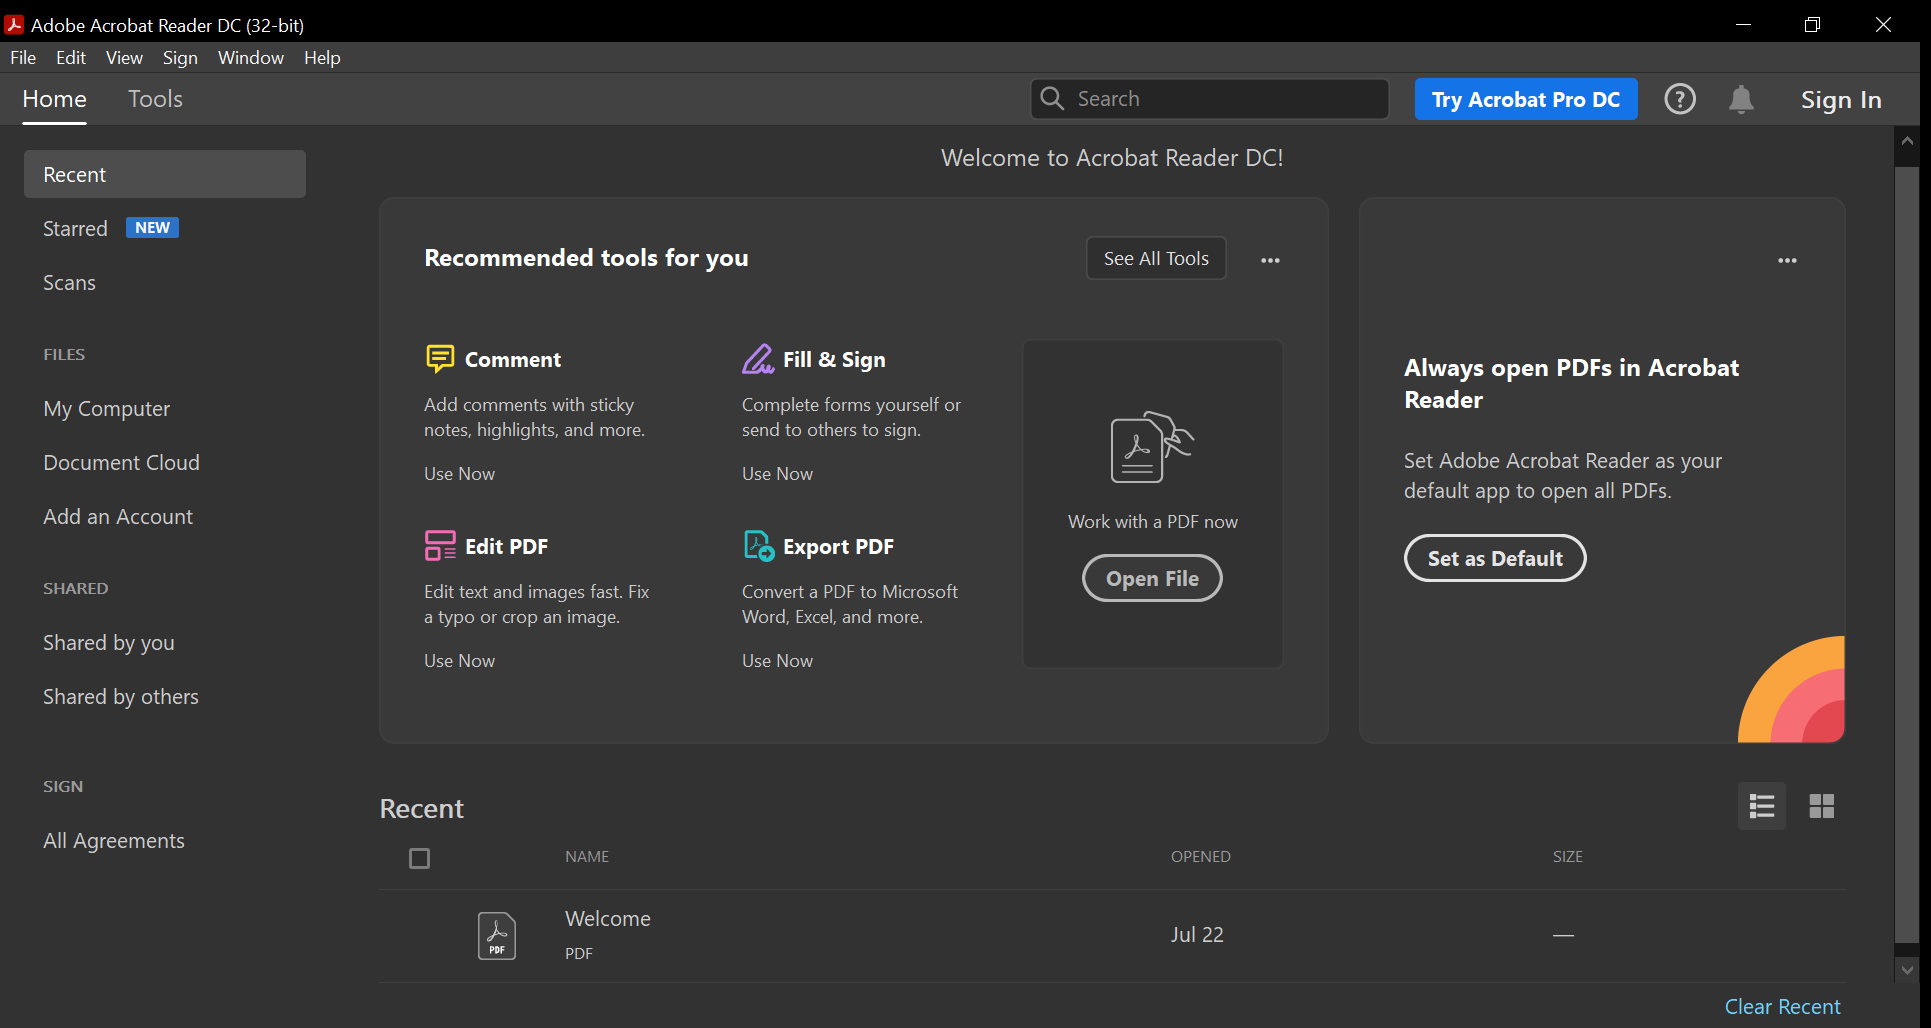 Adobe Acrobat Reader DC (32-bit)
File Edit View Sign Window Help
Home Tools Search Try Acrobat Pro DC ? Sign In
Recent
Starred NEW
Scans
FILES
My Computer
Document Cloud
Add an Account
SHARED
Shared by you
Shared by others
SIGN
All Agreements
Welcome to Acrobat Reader DC!
Recommended tools for you
See All Tools
Comment
Add comments with sticky
notes, highlights, and more.
Use Now
Fill & Sign
Complete forms yourself or
send to others to sign.
Use Now
Edit PDF
Edit text and images fast. Fix
a typo or crop an image.
Use Now
Export PDF
Convert a PDF to Microsoft
Word, Excel, and more.
Use Now
Work with a PDF now
Open File
Always open PDFs in Acrobat
Reader
Set Adobe Acrobat Reader as your
default app to open all PDFs.
Set as Default
Recent
NAME OPENED SIZE
PDF
Welcome
PDF
Jul 22 —
Clear Recent